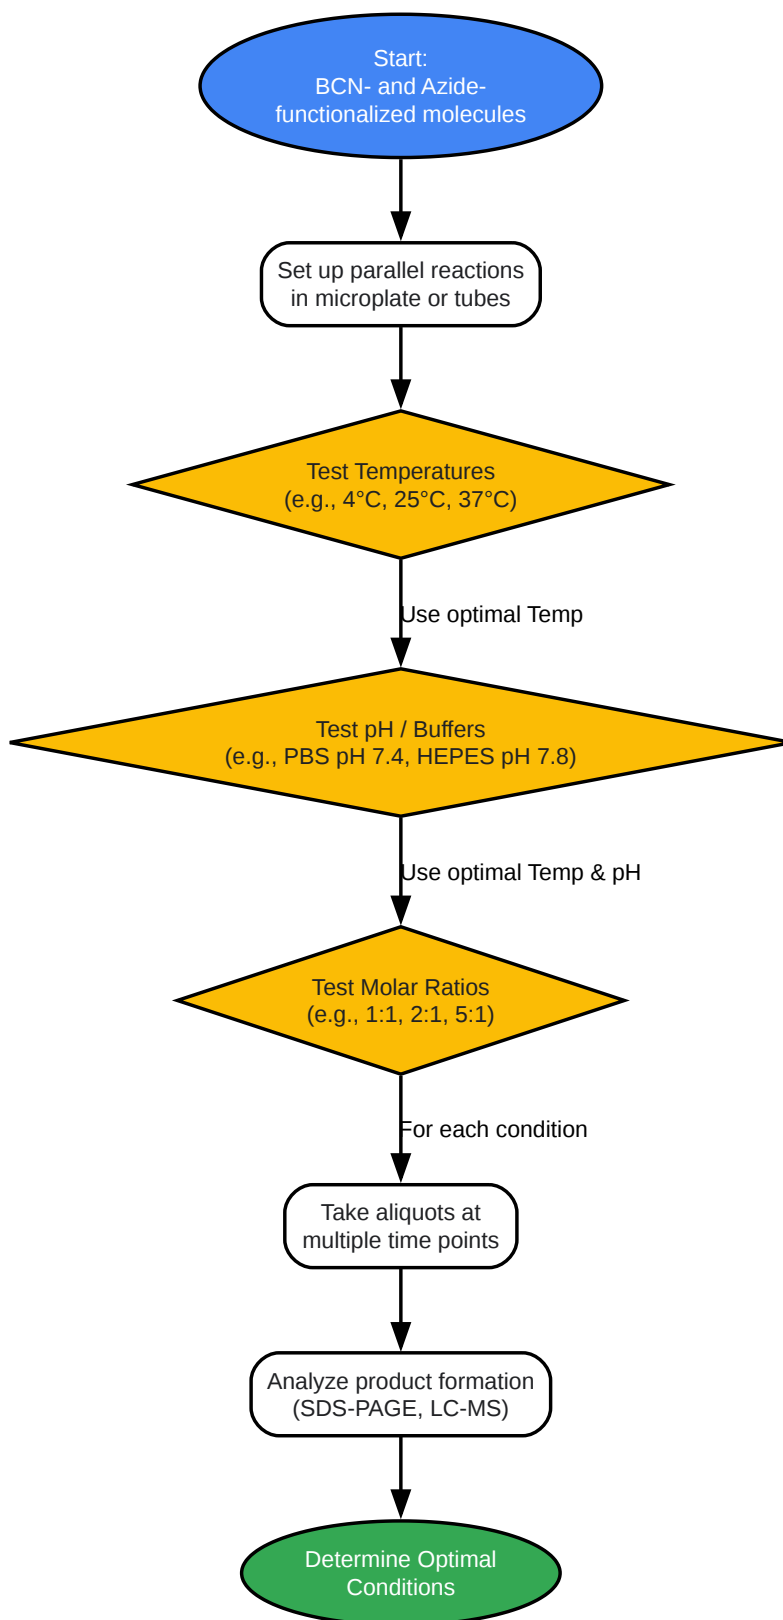 Start:
BCN- and Azide-
functionalized molecules
Set up parallel reactions
in microplate or tubes
Test Temperatures
(e.g., 4°C, 25°C, 37°C)
Use optimal Temp
Test pH / Buffers
(e.g., PBS pH 7.4, HEPES pH 7.8)
Use optimal Temp & pH
Test Molar Ratios
(e.g., 1:1, 2:1, 5:1)
For each condition
Take aliquots at
multiple time points
Analyze product formation
(SDS-PAGE, LC-MS)
Determine Optimal
Conditions